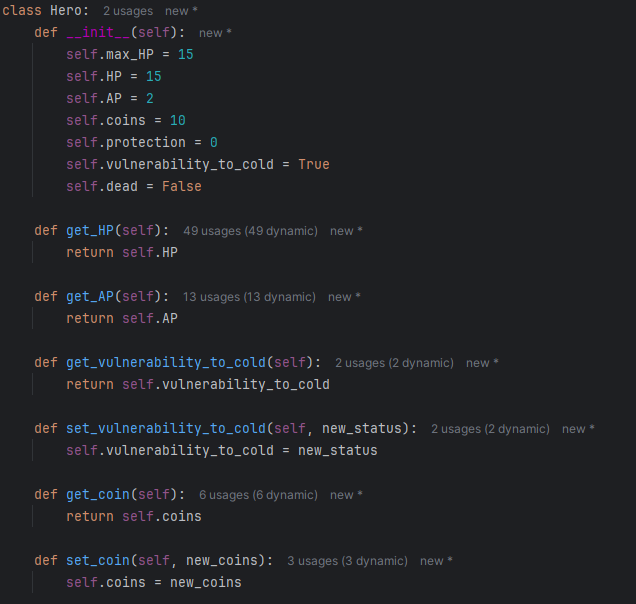 class Hero:  2 usages  new *
    def __init__(self):  new *
        self.max_HP = 15
        self.HP = 15
        self.AP = 2
        self.coins = 10
        self.protection = 0
        self.vulnerability_to_cold = True
        self.dead = False

    def get_HP(self):  49 usages (49 dynamic)  new *
        return self.HP

    def get_AP(self):  13 usages (13 dynamic)  new *
        return self.AP

    def get_vulnerability_to_cold(self):  2 usages (2 dynamic)  new *
        return self.vulnerability_to_cold

    def set_vulnerability_to_cold(self, new_status):  2 usages (2 dynamic)  new *
        self.vulnerability_to_cold = new_status

    def get_coin(self):  6 usages (6 dynamic)  new *
        return self.coins

    def set_coin(self, new_coins):  3 usages (3 dynamic)  new *
        self.coins = new_coins